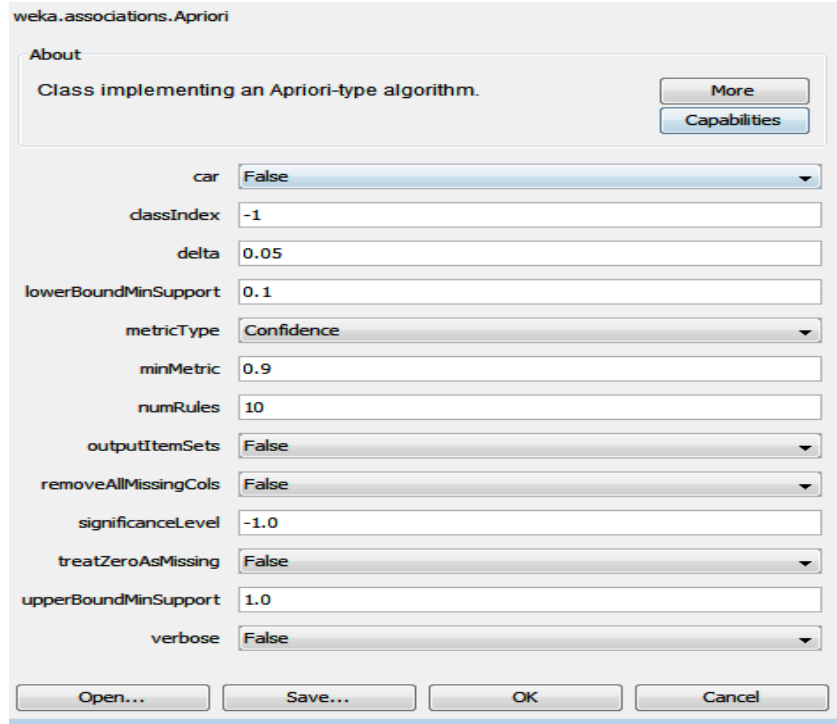 weka.associations.Apriori
About
Class implementing an Apriori-type algorithm.
More
Capabilities
car False
classIndex -1
delta 0.05
lowerBoundMinSupport 0.1
metricType Confidence
minMetric 0.9
numRules 10
outputItemSets False
removeAllMissingCols False
significanceLevel -1.0
treatZeroAsMissing False
upperBoundMinSupport 1.0
verbose False
Open... Save... OK Cancel